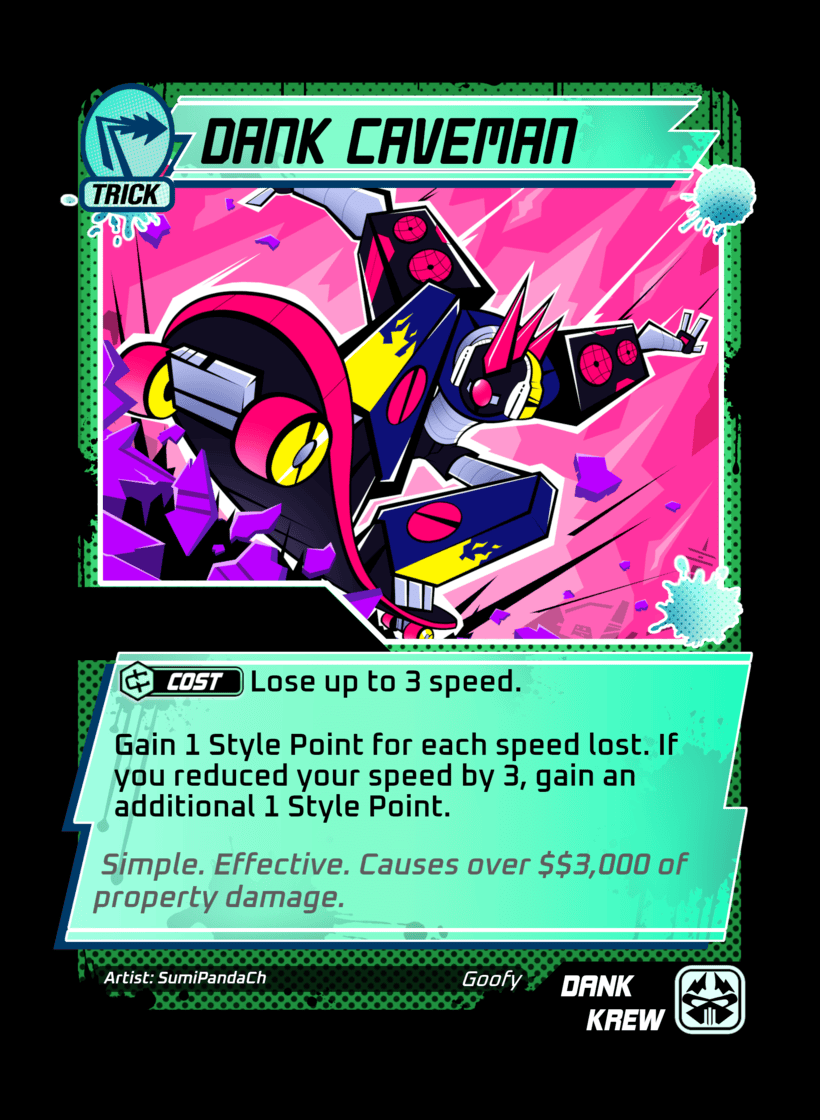 DANK CAVEMAN
TRICK
COST Lose up to 3 speed.
Gain 1 Style Point for each speed lost. If
you reduced your speed by 3, gain an
additional 1 Style Point.
Simple. Effective. Causes over $$3,000 of
property damage.
Artist: SumiPandaCh
Goofy
DANK
KREW